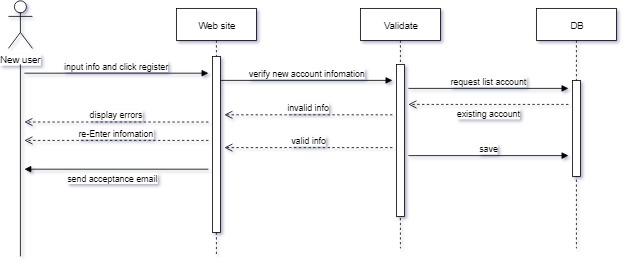 Web site
Validate
DB
New user
input info and click register
verify new account infomation
request list account
invalid info
existing account
display errors
re-Enter infomation
valid info
save
send acceptance email